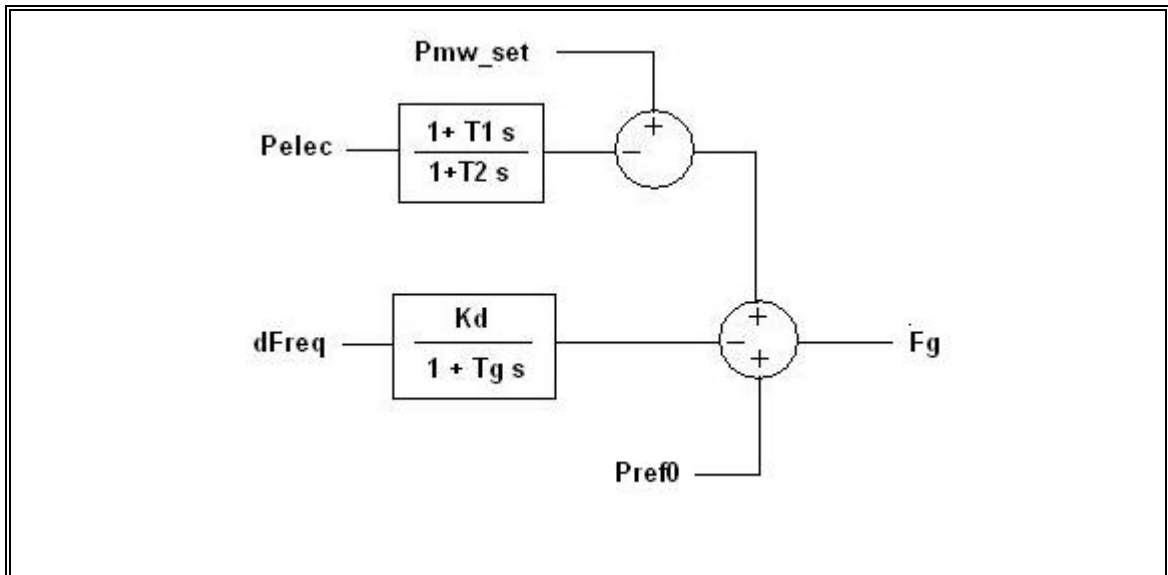 Pmw_set
+
Pelec
1+ T1 s
1+T2 s
−
+
Kd
dFreq
1 + Tg s
−
+
Fg
Pref0